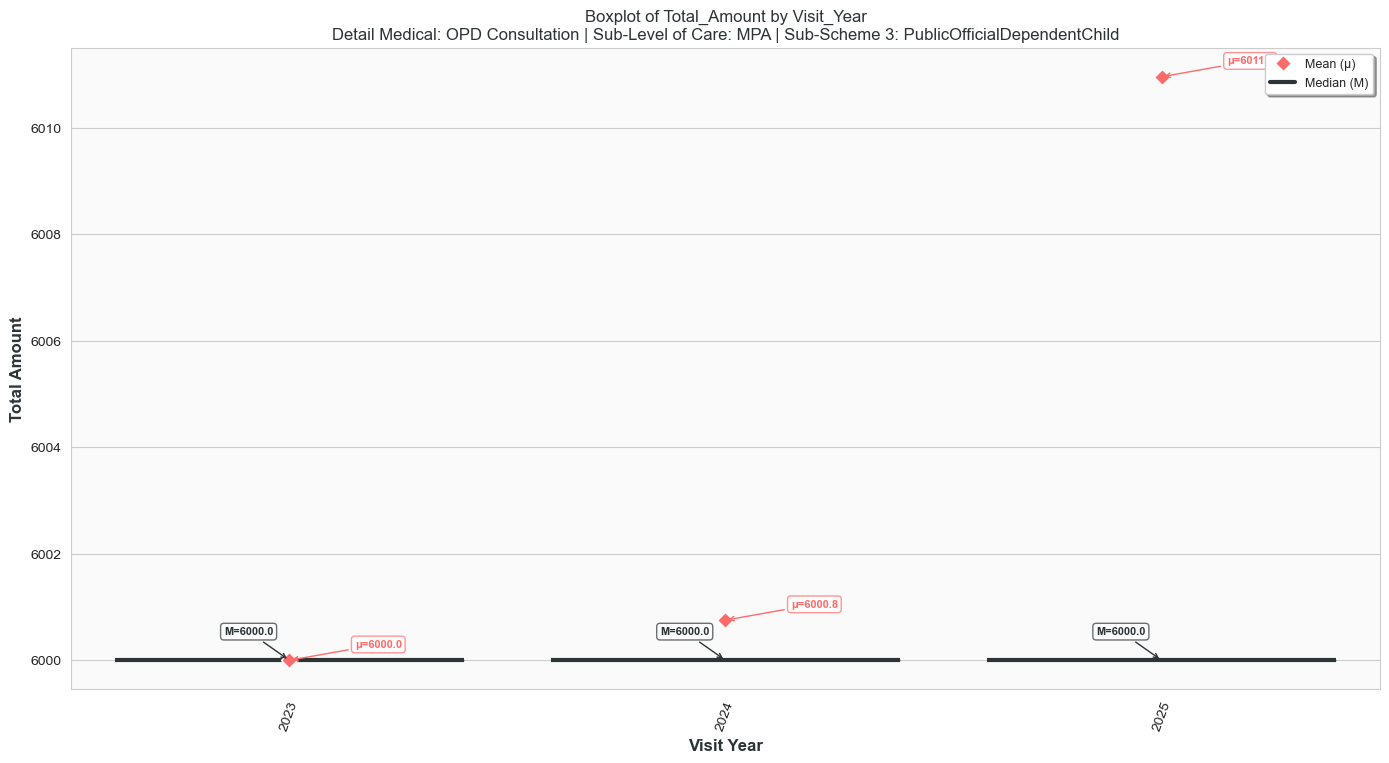 Boxplot of Total_Amount by Visit_Year
Detail Medical: OPD Consultation | Sub-Level of Care: MPA | Sub-Scheme 3: PublicOfficialDependentChild
μ=6011
Mean (μ)
Median (M)
6010
6008
6006
6004
6002
6000
Total Amount
M=6000.0
μ=6000.0
M=6000.0
μ=6000.8
M=6000.0
2023
2024
2025
Visit Year